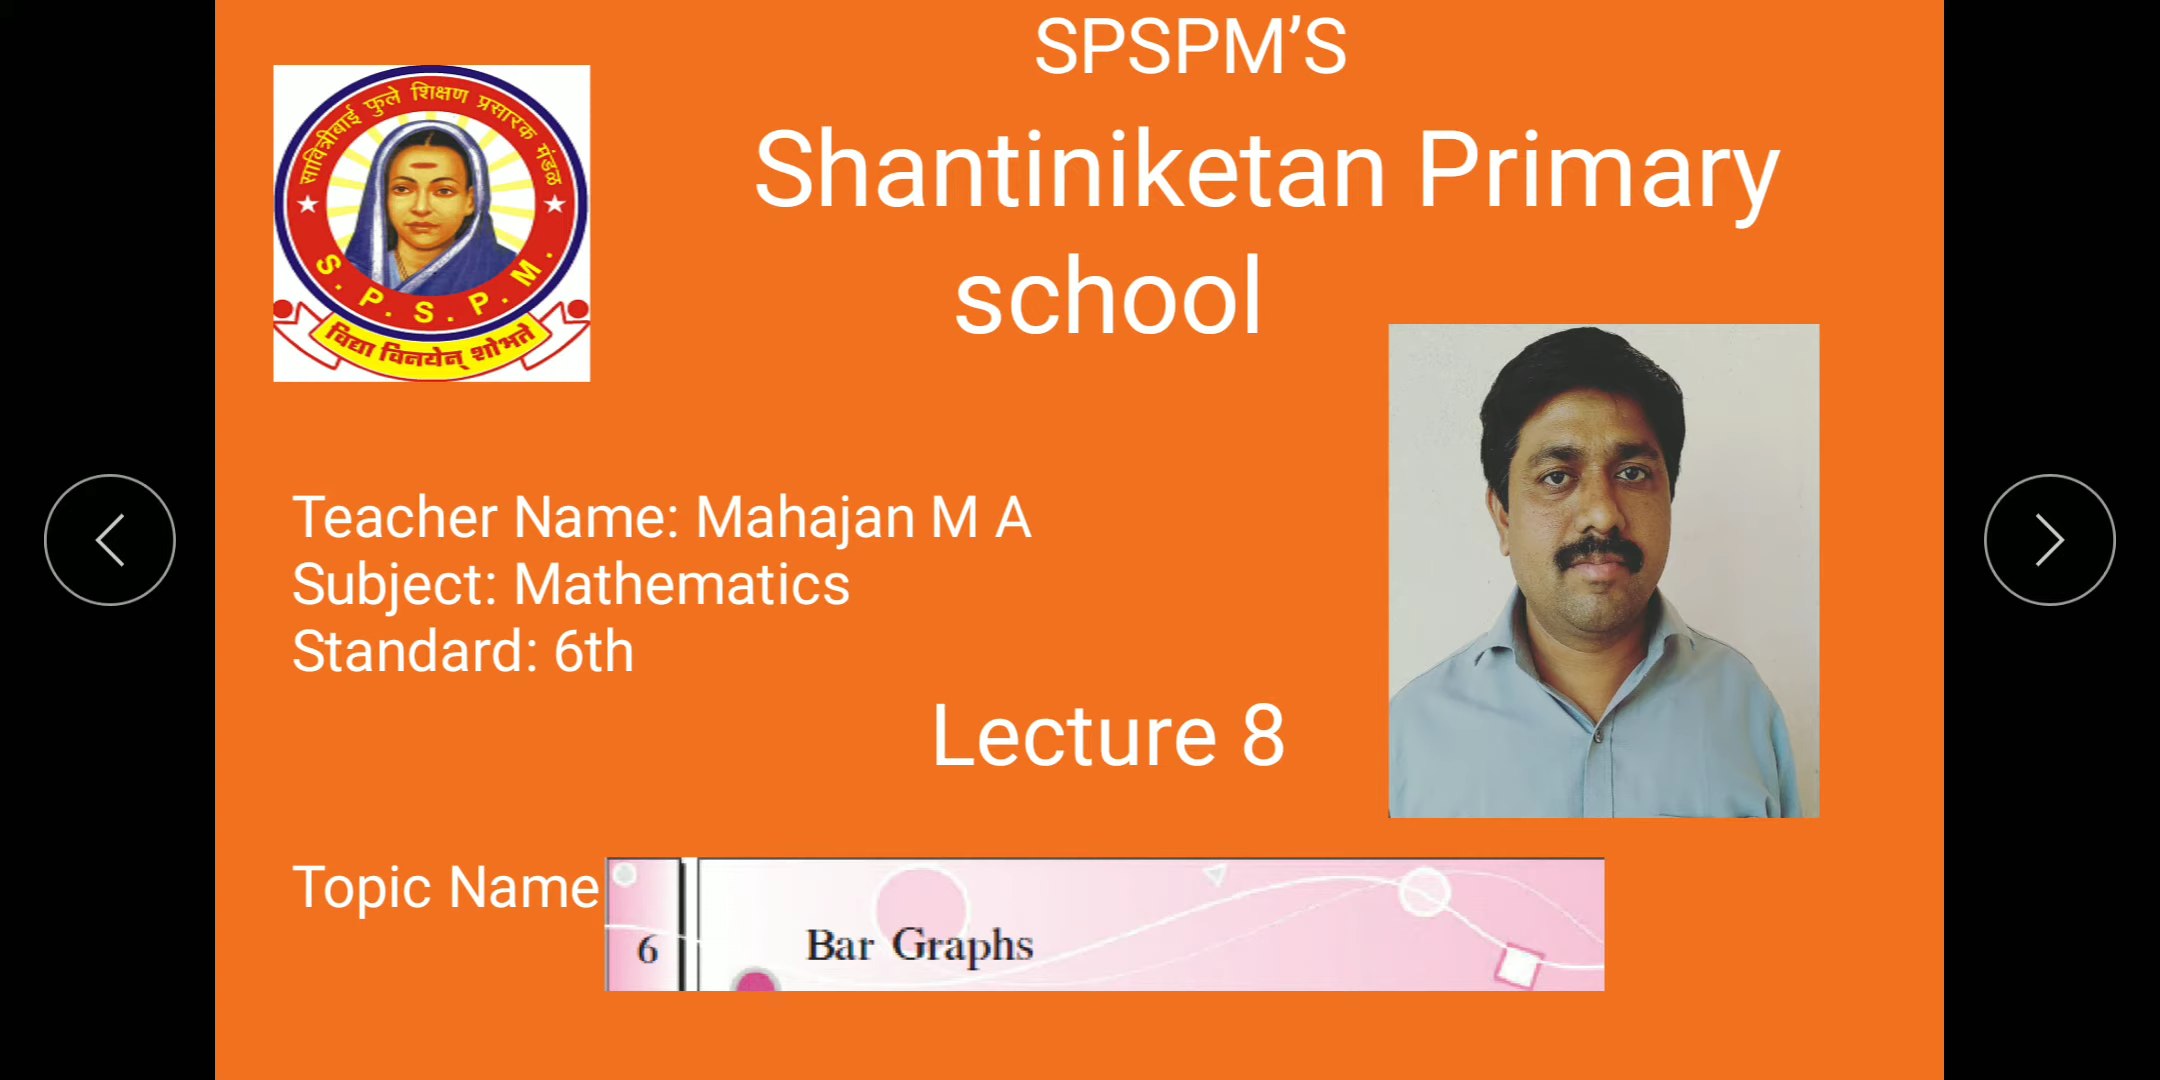 SPSPM’S
Shantiniketan Primary
school
सावित्रीबाई फुले शिक्षण प्रसारक मंडळ
S. P. S. P. M.
विद्या विनयेन् शोभते
Teacher Name: Mahajan M A
Subject: Mathematics
Standard: 6th
Lecture 8
Topic Name
6 Bar Graphs